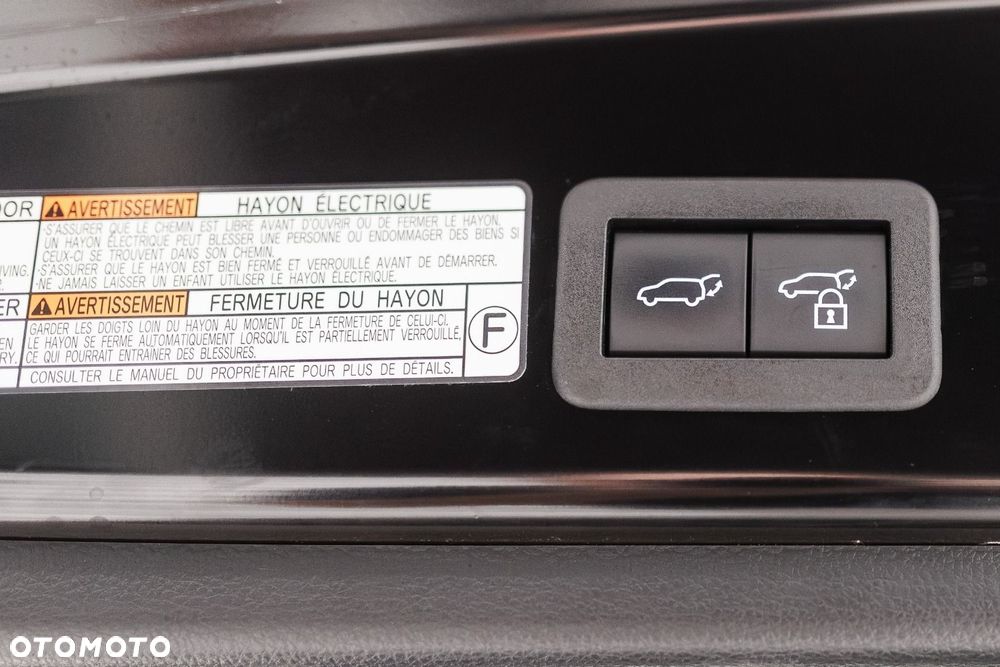 OOR
⚠ AVERTISSEMENT HAYON ÉLECTRIQUE
-S'ASSURER QUE LE CHEMIN EST LIBRE AVANT D'OUVRIR OU DE FERMER LE HAYON.
UN HAYON ÉLECTRIQUE PEUT BLESSER UNE PERSONNE OU ENDOMMAGER DES BIENS SI
CEUX-CI SE TROUVENT DANS SON CHEMIN.
IVING. -S'ASSURER QUE LE HAYON EST BIEN FERMÉ ET VERROUILLÉ AVANT DE DÉMARRER.
-NE JAMAIS LAISSER UN ENFANT UTILISER LE HAYON ÉLECTRIQUE.
ER
⚠ AVERTISSEMENT FERMETURE DU HAYON
GARDER LES DOIGTS LOIN DU HAYON AU MOMENT DE LA FERMETURE DE CELUI-CI.
EN LE HAYON SE FERME AUTOMATIQUEMENT LORSQU'IL EST PARTIELLEMENT VERROUILLÉ,
RY. CE QUI POURRAIT ENTRAÎNER DES BLESSURES.
F
CONSULTER LE MANUEL DU PROPRIÉTAIRE POUR PLUS DE DÉTAILS.
OTOMOTO